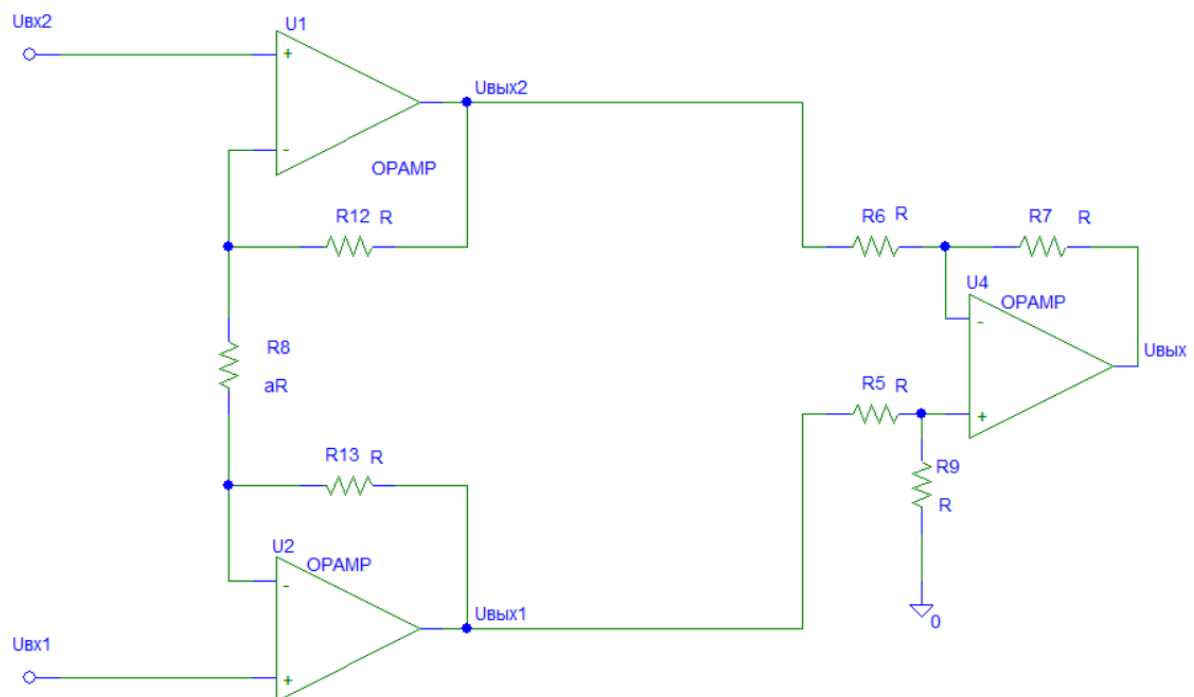 Uвх2
U1
+
Uвых2
-
OPAMP
R12 R
R6 R
R7 R
U4
OPAMP
-
R8
aR
Uвых
R5 R
+
R13 R
R9
R
U2
OPAMP
-
Uвых1
0
Uвх1
+